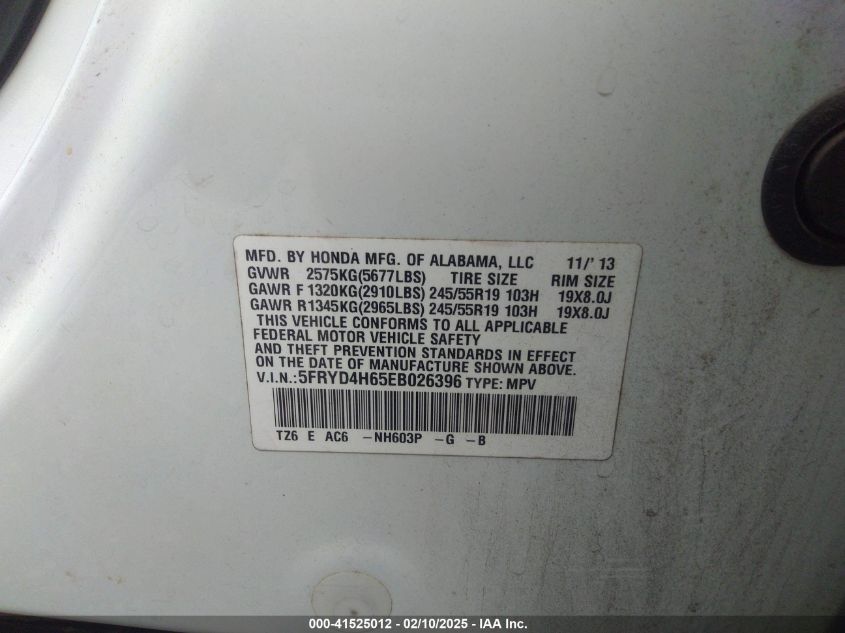 MFD. BY HONDA MFG. OF ALABAMA, LLC 11/' 13
GVWR 2575KG(5677LBS) TIRE SIZE RIM SIZE
GAWR F 1320KG(2910LBS) 245/55R19 103H 19X8.0J
GAWR R1345KG(2965LBS) 245/55R19 103H 19X8.0J
THIS VEHICLE CONFORMS TO ALL APPLICABLE
FEDERAL MOTOR VEHICLE SAFETY
AND THEFT PREVENTION STANDARDS IN EFFECT
ON THE DATE OF MANUFACTURE SHOWN ABOVE.
V.I.N.:5FRYD4H65EB026396 TYPE: MPV
TZ6 E AC6 -NH603P -G -B
000-41525012 - 02/10/2025 - IAA Inc.